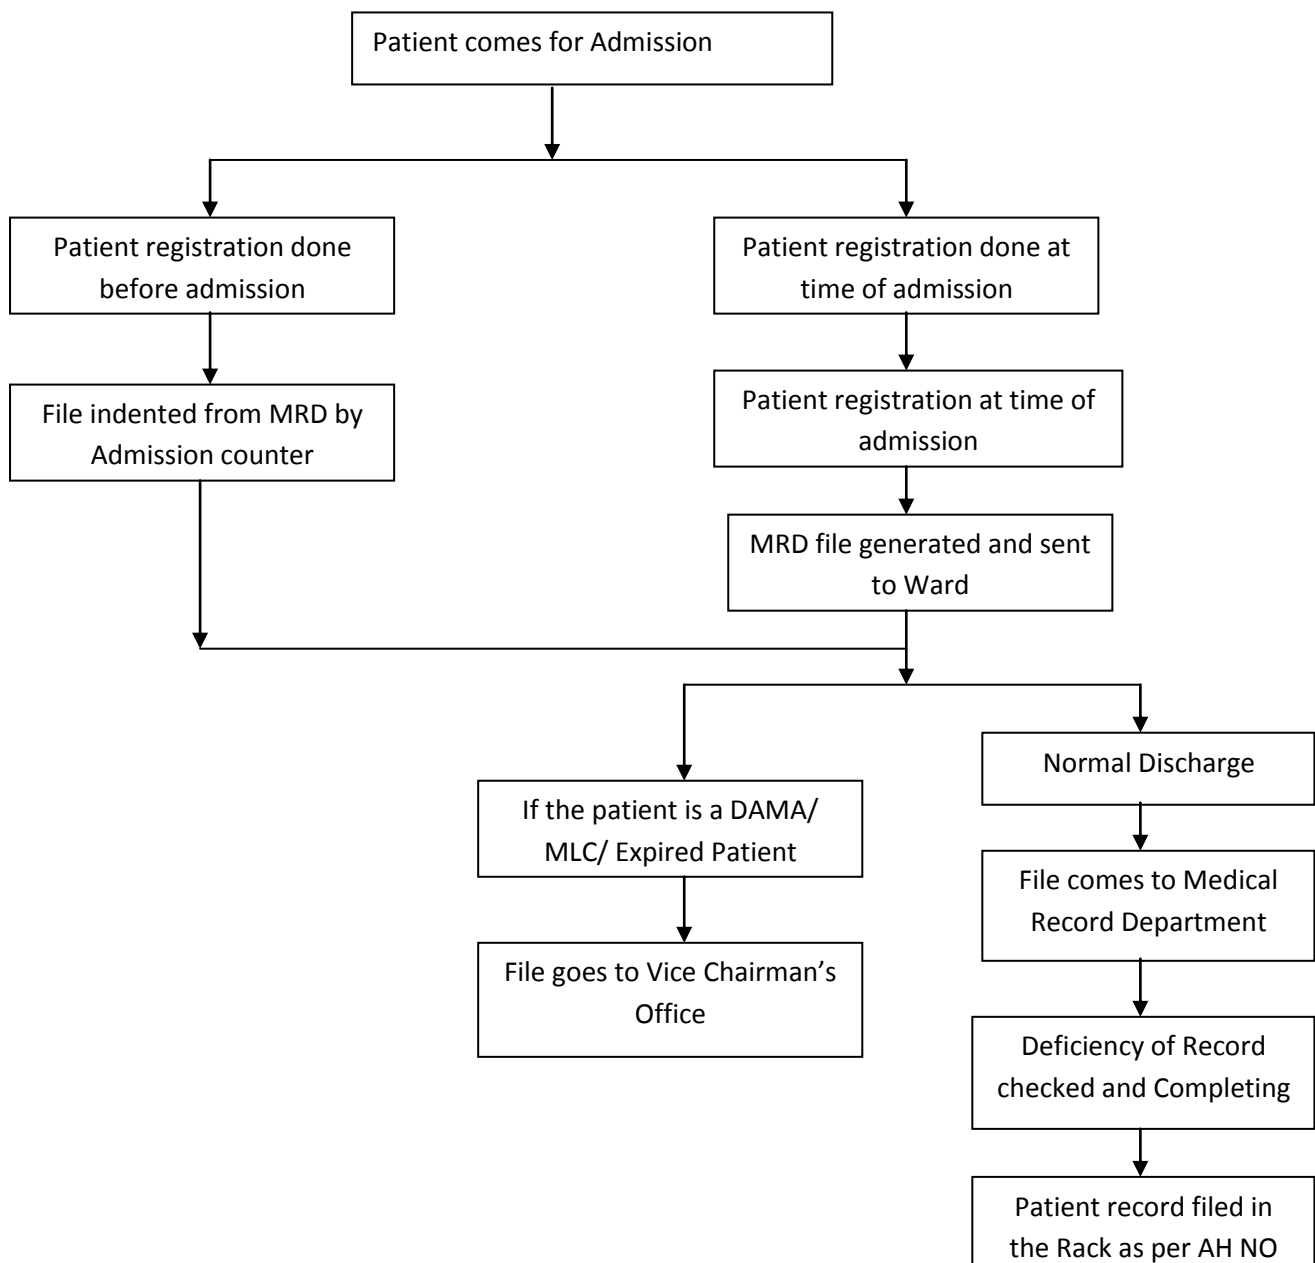 Patient comes for Admission
Patient registration done
before admission
Patient registration done at
time of admission
File indented from MRD by
Admission counter
Patient registration at time of
admission
MRD file generated and sent
to Ward
If the patient is a DAMA/
MLC/ Expired Patient
Normal Discharge
File goes to Vice Chairman’s
Office
File comes to Medical
Record Department
Deficiency of Record
checked and Completing
Patient record filed in
the Rack as per AH NO